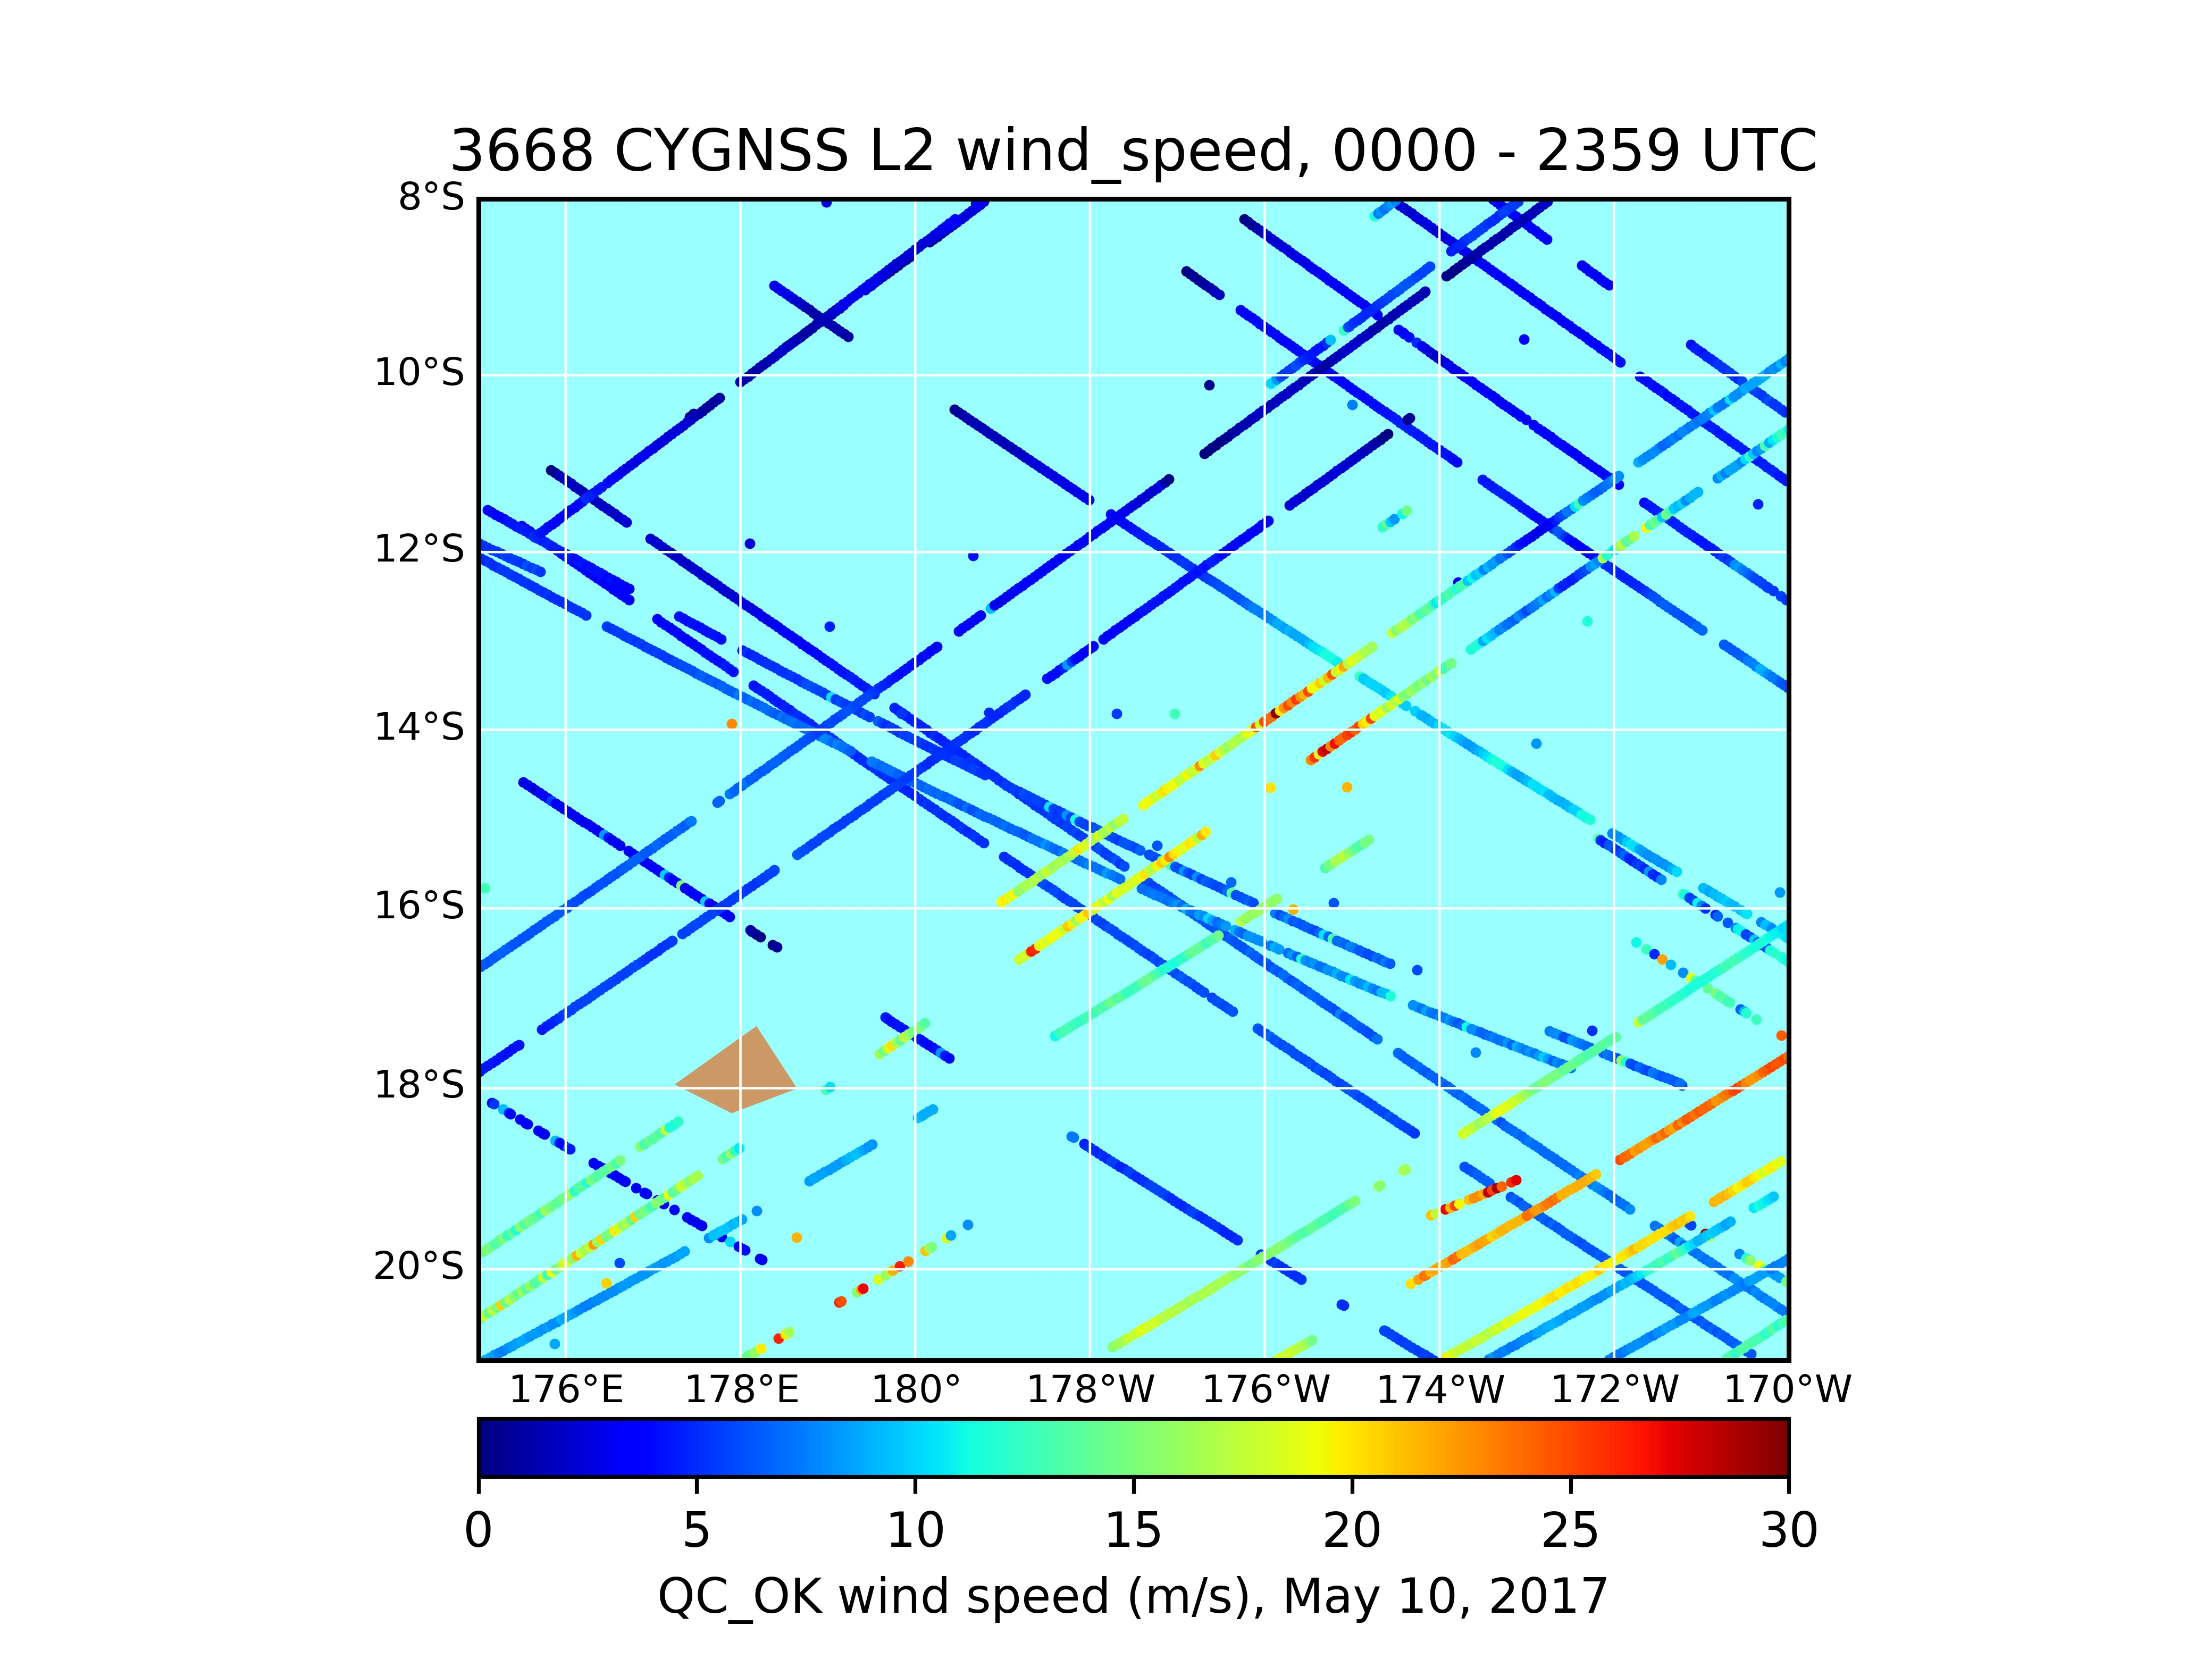 3668 CYGNSS L2 wind_speed, 0000 - 2359 UTC
8°S
10°S
12°S
14°S
16°S
18°S
20°S
176°E 178°E 180° 178°W 176°W 174°W 172°W 170°W
0 5 10 15 20 25 30
QC_OK wind speed (m/s), May 10, 2017